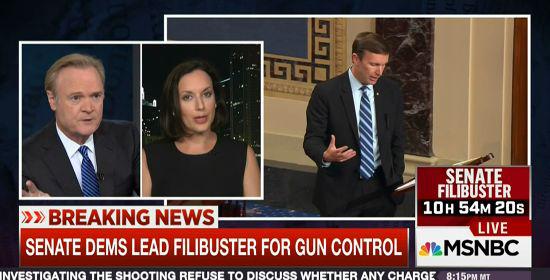 SENATE
FILIBUSTER
10H 54M 20S
LIVE
MSNBC
BREAKING NEWS
SENATE DEMS LEAD FILIBUSTER FOR GUN CONTROL
INVESTIGATING THE SHOOTING REFUSE TO DISCUSS WHETHER ANY CHARGE
8:15PM MT